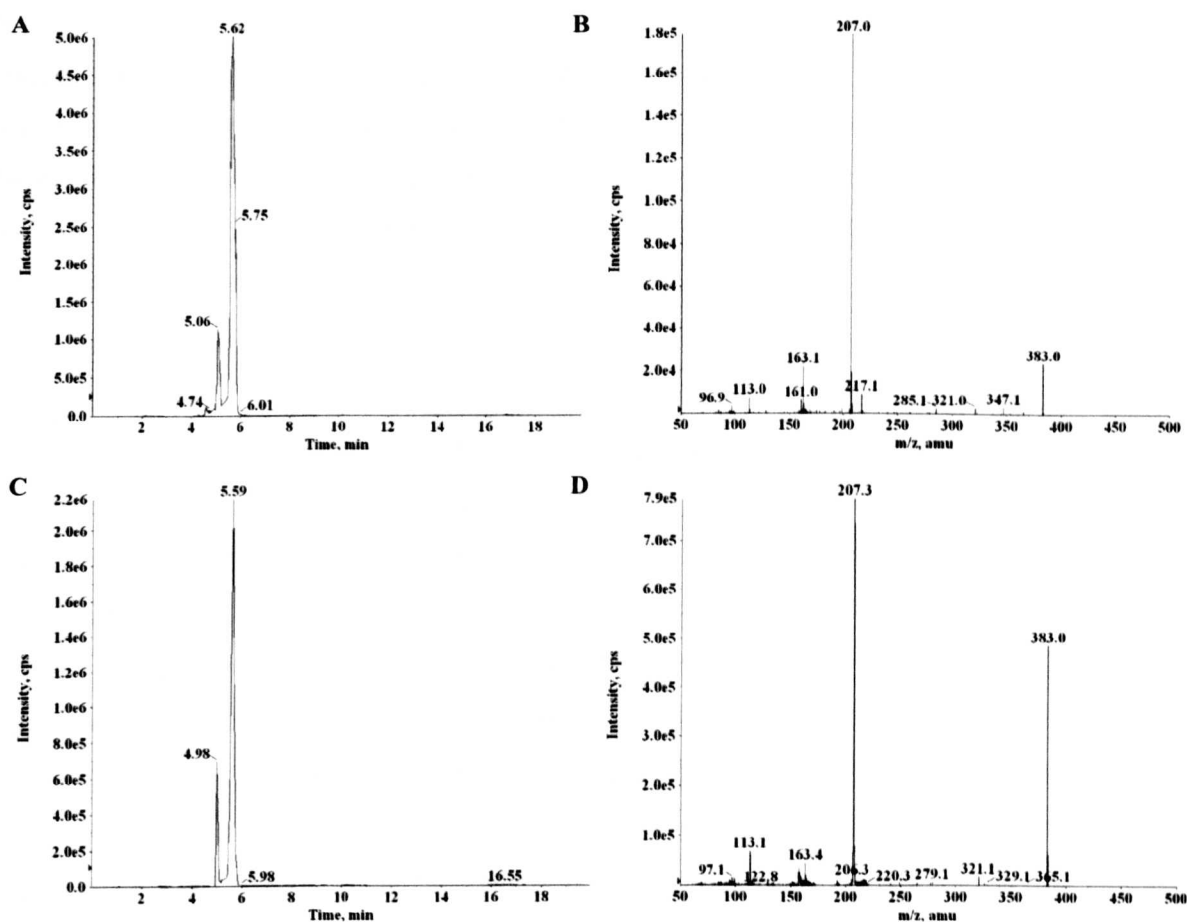 A
5.62
5.0e6
4.5e6
4.0e6
3.5e6
3.0e6
2.5e6
2.0e6
1.5e6
1.0e6
5.0e5
0.0
5.75
5.06
4.74
6.01
2 4 6 8 10 12 14 16 18
Time, min
Intensity, cps
B
207.0
1.8e5
1.6e5
1.4e5
1.2e5
1.0e5
8.0e4
6.0e4
4.0e4
2.0e4
163.1
383.0
96.9
113.0
161.0
217.1
285.1
321.0
347.1
50 100 150 200 250 300 350 400 450 500
m/z, amu
Intensity, cps
C
5.59
2.2e6
2.0e6
1.8e6
1.6e6
1.4e6
1.2e6
1.0e6
8.0e5
6.0e5
4.0e5
2.0e5
0.0
4.98
5.98
16.55
2 4 6 8 10 12 14 16 18
Time, min
Intensity, cps
D
207.3
7.9e5
7.0e5
6.0e5
5.0e5
4.0e5
3.0e5
2.0e5
1.0e5
383.0
113.1
163.4
97.1
122.8
206.3
220.3
279.1
321.1
329.1
365.1
50 100 150 200 250 300 350 400 450 500
m/z, amu
Intensity, cps